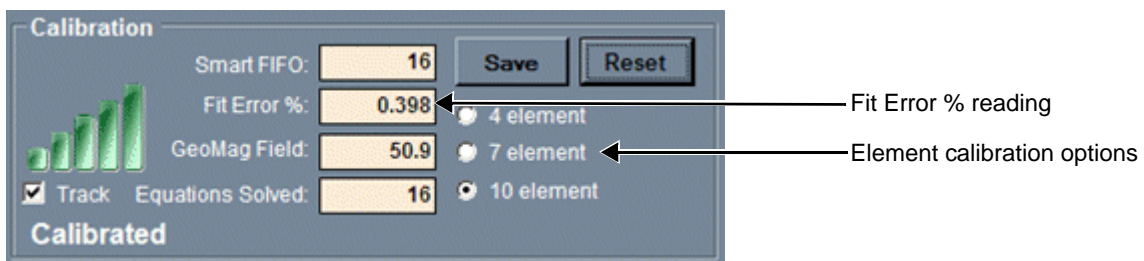 Calibration
Smart FIFO: 16 Save Reset
Fit Error %: 0.398 Fit Error % reading
4 element
GeoMag Field: 50.9 7 element Element calibration options
Track Equations Solved: 16 10 element
Calibrated